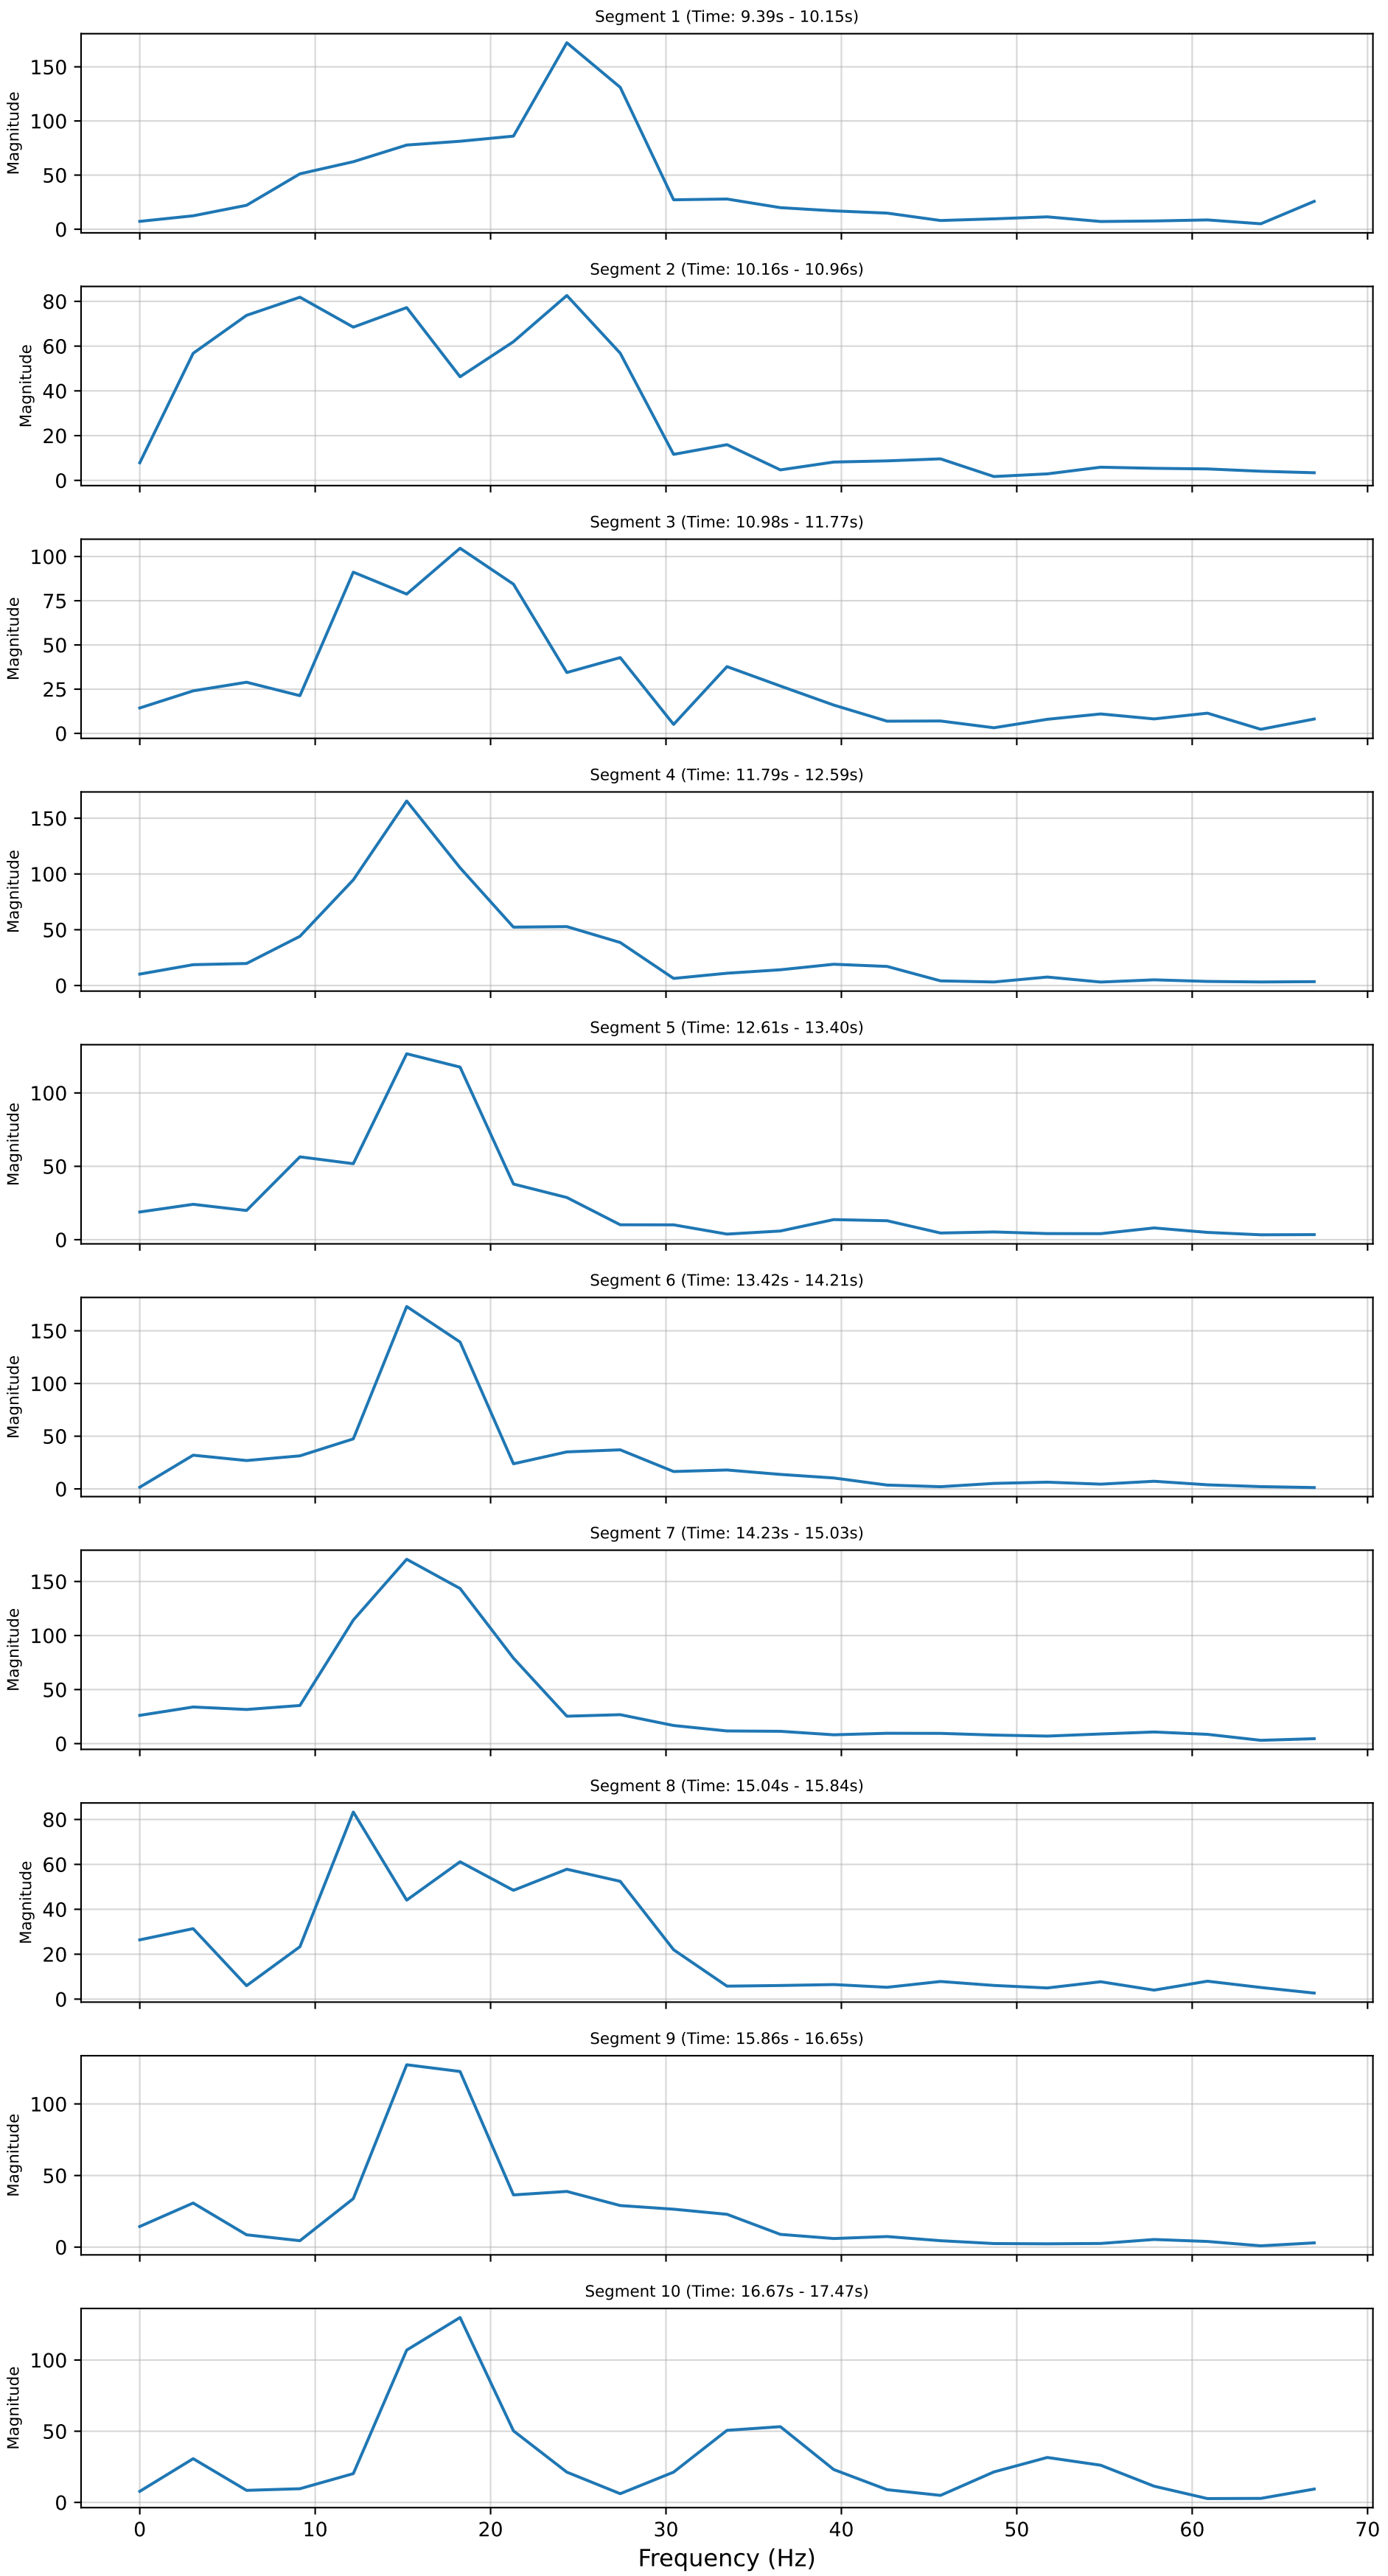 Segment 1 (Time: 9.39s - 10.15s)
150
100
50
0
Magnitude
Segment 2 (Time: 10.16s - 10.96s)
80
60
40
20
0
Magnitude
Segment 3 (Time: 10.98s - 11.77s)
100
75
50
25
0
Magnitude
Segment 4 (Time: 11.79s - 12.59s)
150
100
50
0
Magnitude
Segment 5 (Time: 12.61s - 13.40s)
100
50
0
Magnitude
Segment 6 (Time: 13.42s - 14.21s)
150
100
50
0
Magnitude
Segment 7 (Time: 14.23s - 15.03s)
150
100
50
0
Magnitude
Segment 8 (Time: 15.04s - 15.84s)
80
60
40
20
0
Magnitude
Segment 9 (Time: 15.86s - 16.65s)
100
50
0
Magnitude
Segment 10 (Time: 16.67s - 17.47s)
100
50
0
Magnitude
0 10 20 30 40 50 60 70
Frequency (Hz)